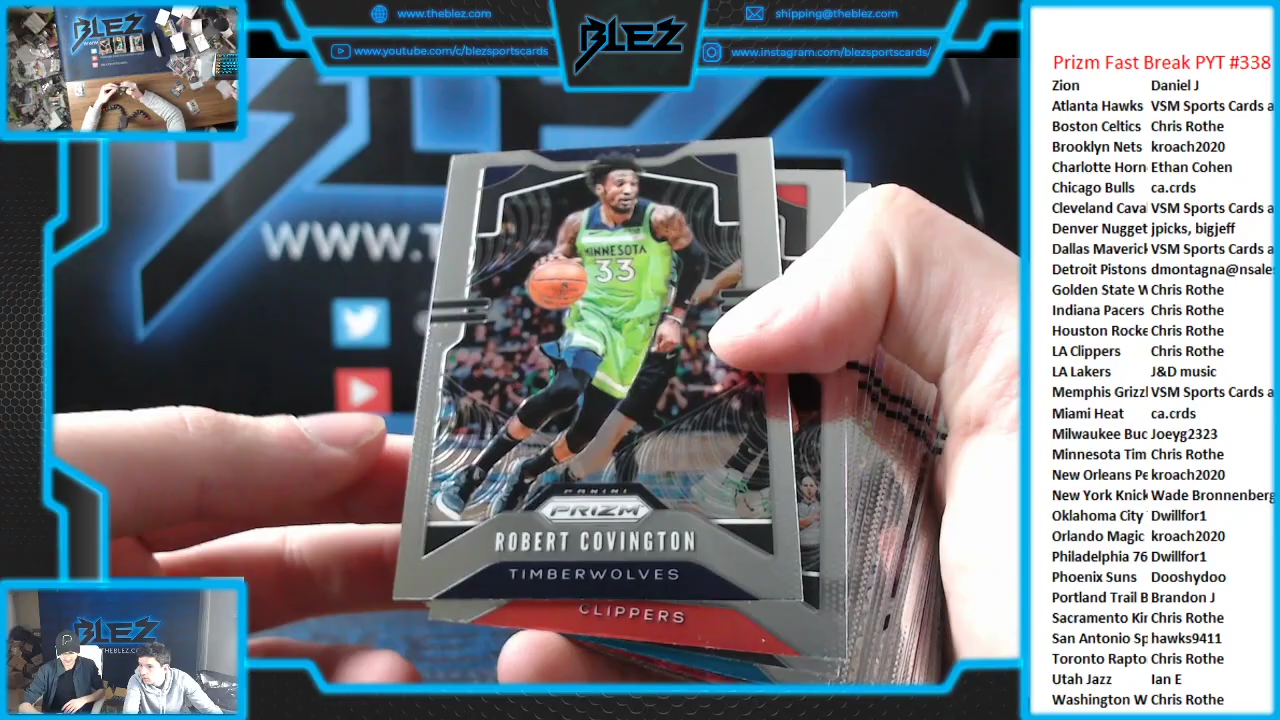 www.theblez.com
shipping@theblez.com
BLEZ
www.youtube.com/c/blezsportscards
www.instagram.com/blezsportscards/
BLEZ
WWW.T
MINNESOTA
33
PANINI
PRIZM
ROBERT COVINGTON
TIMBERWOLVES
CLIPPERS
BLEZ
THEBLEZ.COM
Prizm Fast Break PYT #338
Zion Daniel J
Atlanta Hawks VSM Sports Cards a
Boston Celtics Chris Rothe
Brooklyn Nets kroach2020
Charlotte Horn Ethan Cohen
Chicago Bulls ca.crds
Cleveland Cava VSM Sports Cards a
Denver Nugget jpicks, bigjeff
Dallas Maverick VSM Sports Cards a
Detroit Pistons dmontagna@nsale
Golden State W Chris Rothe
Indiana Pacers Chris Rothe
Houston Rocke Chris Rothe
LA Clippers Chris Rothe
LA Lakers J&D music
Memphis Grizzl VSM Sports Cards a
Miami Heat ca.crds
Milwaukee Buc Joeyg2323
Minnesota Tim Chris Rothe
New Orleans Pe kroach2020
New York Knick Wade Bronnenberg
Oklahoma City Dwillfor1
Orlando Magic kroach2020
Philadelphia 76 Dwillfor1
Phoenix Suns Dooshydoo
Portland Trail B Brandon J
Sacramento Kin Chris Rothe
San Antonio Sp hawks9411
Toronto Rapto Chris Rothe
Utah Jazz Ian E
Washington W Chris Rothe